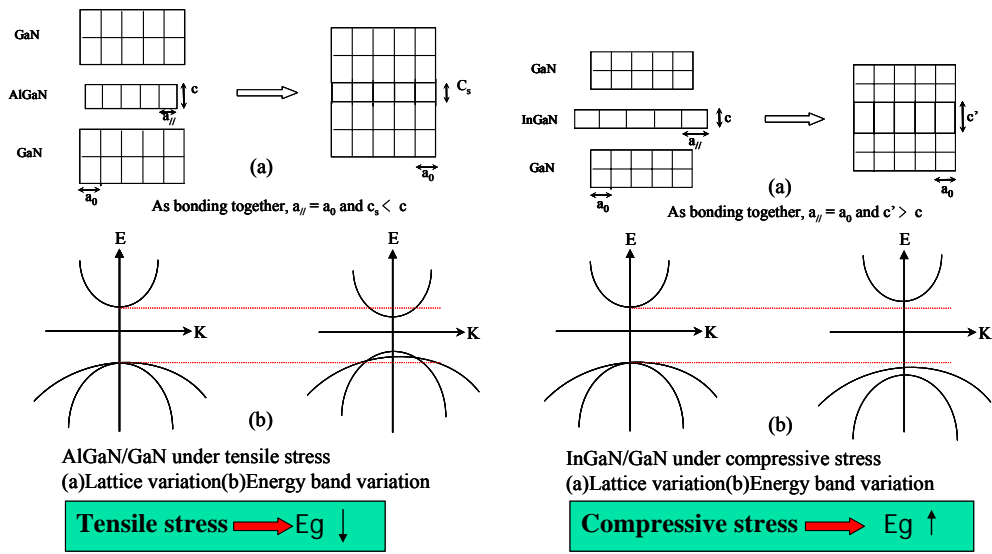 GaN
AlGaN
c
a//
GaN
a0
Cs
a0
(a)
As bonding together, a// = a0 and cs < c
E
K
E
K
(b)
AlGaN/GaN under tensile stress
(a)Lattice variation(b)Energy band variation
Tensile stress Eg ↓
GaN
InGaN
c
a//
GaN
a0
c’
a0
(a)
As bonding together, a// = a0 and c’> c
E
K
E
K
(b)
InGaN/GaN under compressive stress
(a)Lattice variation(b)Energy band variation
Compressive stress Eg ↑